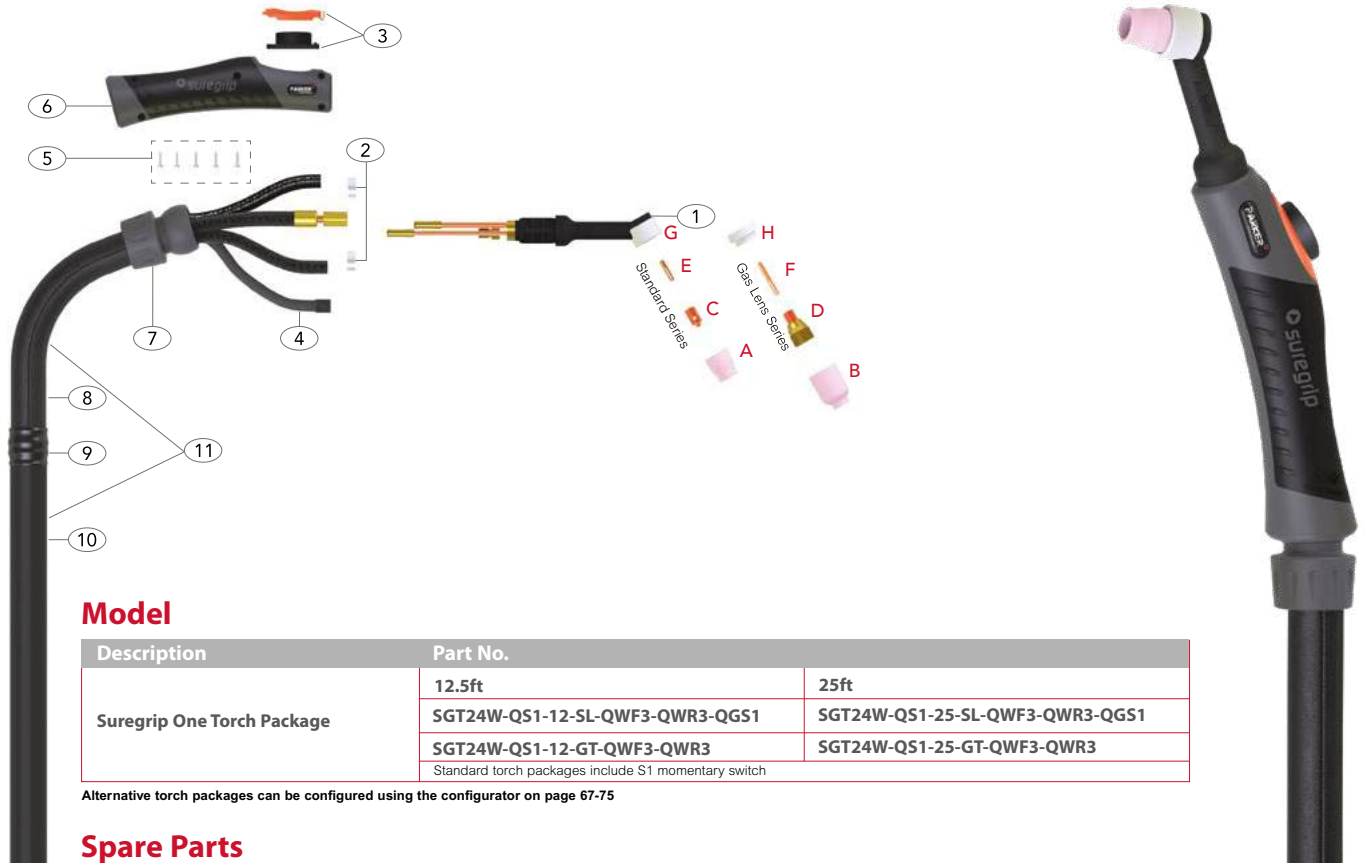 3
suregrip
PARKER
6
5
2
1
G
H
E
F
Standard Series
Gas Lens Series
C
D
A
B
7
4
8
9
11
10
PARKER
suregrip
Model
Description Part No.
Suregrip One Torch Package
12.5ft 25ft
SGT24W-QS1-12-SL-QWF3-QWR3-QGS1 SGT24W-QS1-25-SL-QWF3-QWR3-QGS1
SGT24W-QS1-12-GT-QWF3-QWR3 SGT24W-QS1-25-GT-QWF3-QWR3
Standard torch packages include S1 momentary switch
Alternative torch packages can be configured using the configurator on page 67-75
Spare Parts